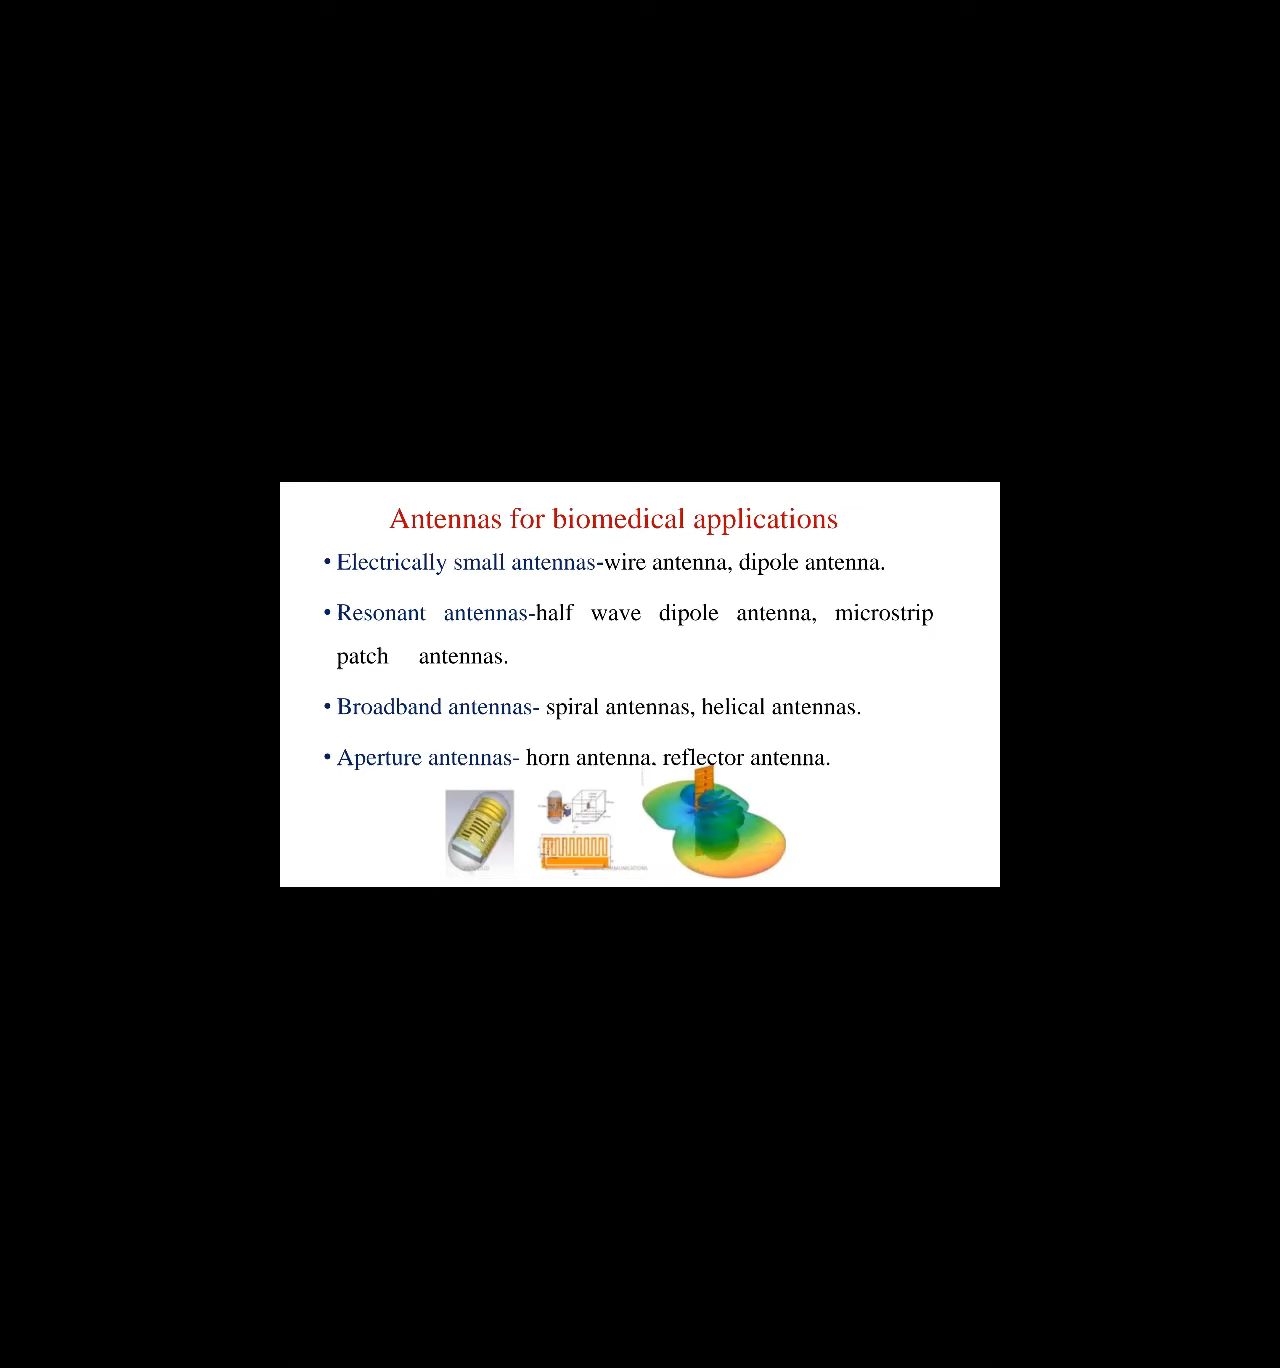 Antennas for biomedical applications
• Electrically small antennas-wire antenna, dipole antenna.
• Resonant antennas-half wave dipole antenna, microstrip
patch antennas.
• Broadband antennas- spiral antennas, helical antennas.
• Aperture antennas- horn antenna, reflector antenna.